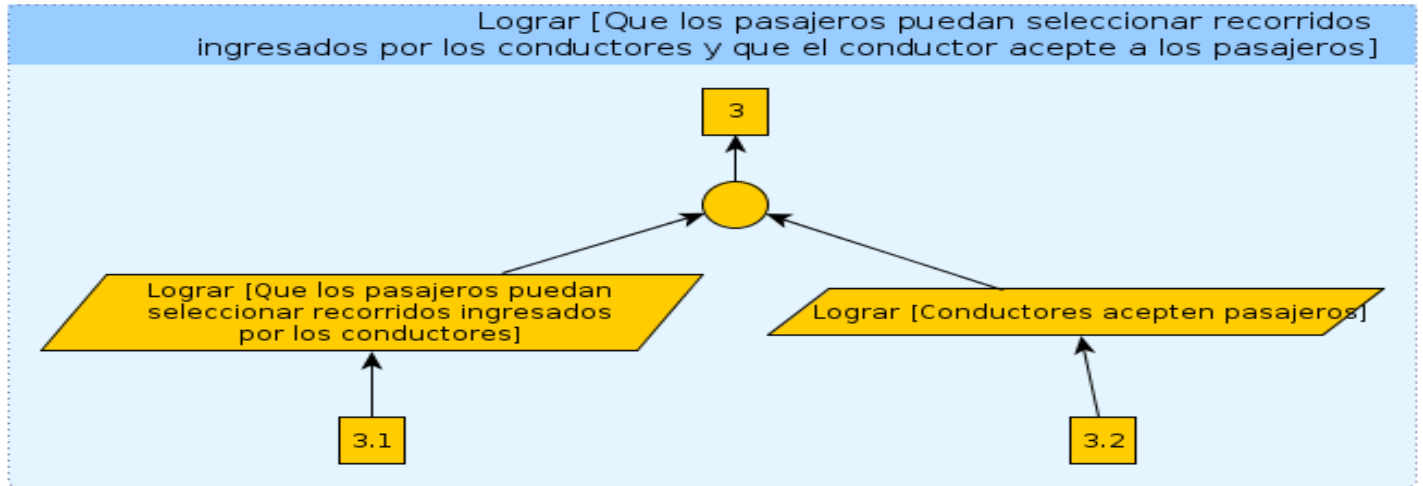 Lograr [Que los pasajeros puedan seleccionar recorridos
ingresados por los conductores y que el conductor acepte a los pasajeros]
3
Lograr [Que los pasajeros puedan
seleccionar recorridos ingresados
por los conductores]
Lograr [Conductores acepten pasajeros]
3.1
3.2